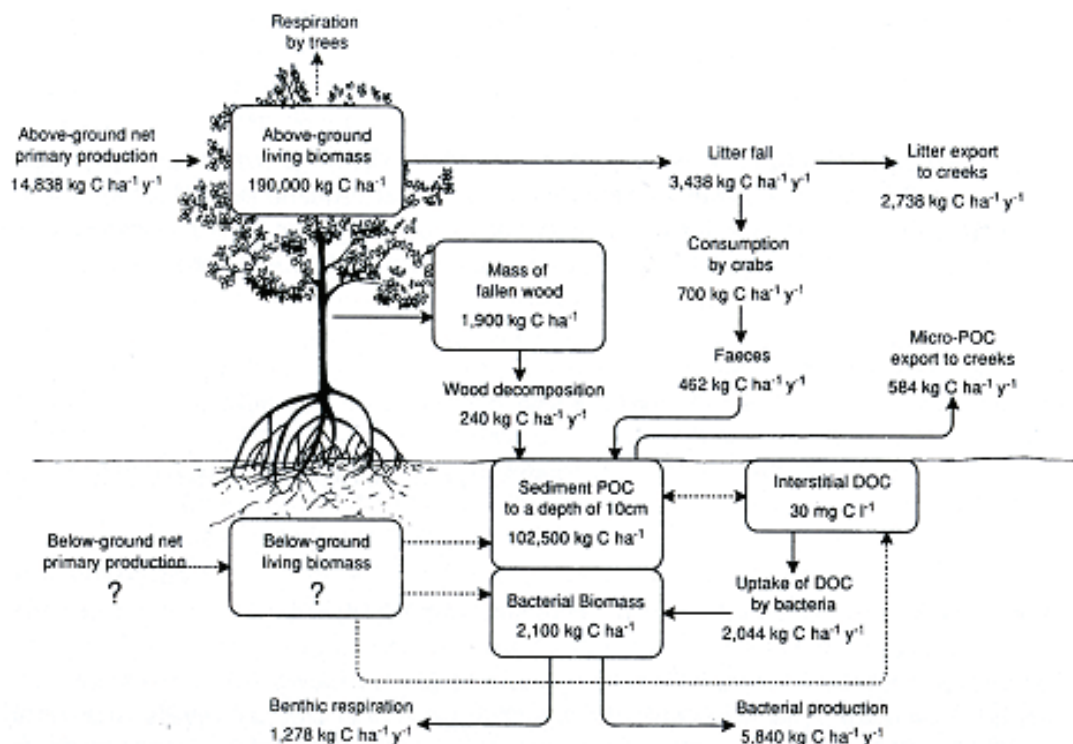 Respiration
by trees
Above-ground net
primary production
14,838 kg C ha⁻¹ y⁻¹
Above-ground
living biomass
190,000 kg C ha⁻¹
Litter fall
3,438 kg C ha⁻¹ y⁻¹
Litter export
to creeks
2,738 kg C ha⁻¹ y⁻¹
Consumption
by crabs
700 kg C ha⁻¹ y⁻¹
Mass of
fallen wood
1,900 kg C ha⁻¹
Faeces
462 kg C ha⁻¹ y⁻¹
Micro-POC
export to creeks
584 kg C ha⁻¹ y⁻¹
Wood decomposition
240 kg C ha⁻¹ y⁻¹
Sediment POC
to a depth of 10cm
102,500 kg C ha⁻¹
Interstitial DOC
30 mg C l⁻¹
Below-ground net
primary production
?
Below-ground
living biomass
?
Bacterial Biomass
2,100 kg C ha⁻¹
Uptake of DOC
by bacteria
2,044 kg C ha⁻¹ y⁻¹
Benthic respiration
1,278 kg C ha⁻¹ y⁻¹
Bacterial production
5,840 kg C ha⁻¹ y⁻¹